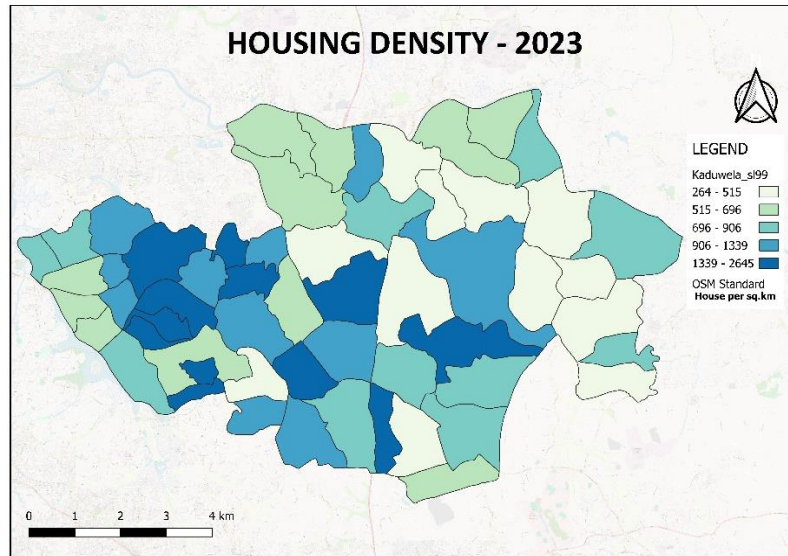 HOUSING DENSITY - 2023
LEGEND
Kaduwela_sl99
264 - 515
515 - 696
696 - 906
906 - 1339
1339 - 2645
OSM Standard
House per sq.km
0 1 2 3 4 km